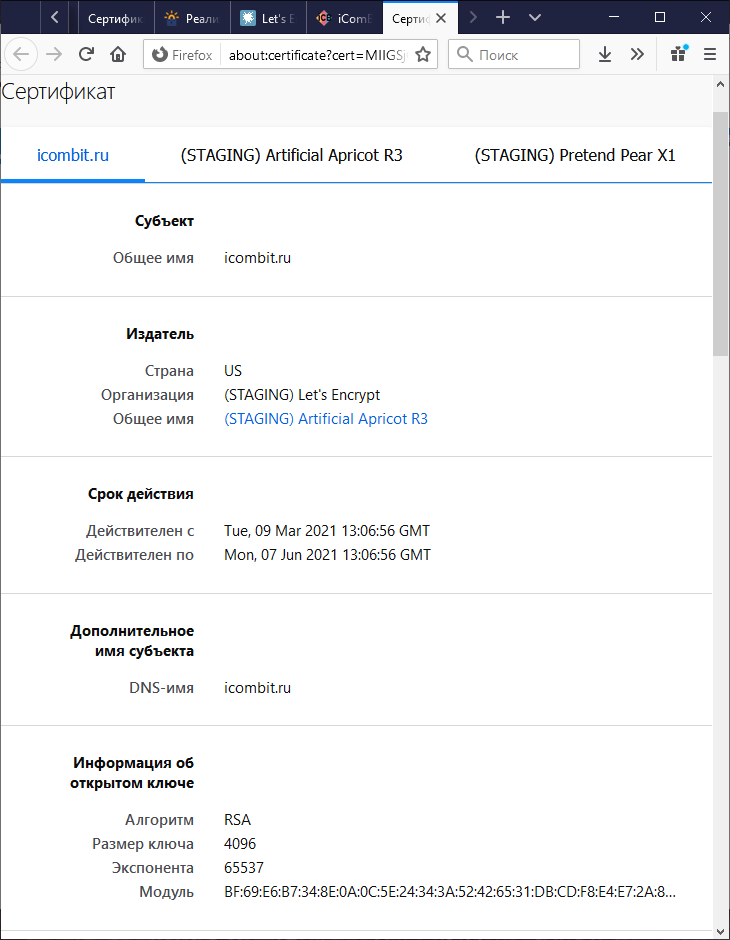 Сертифик
Реали
Let's E
iComE
Сертифи
Firefox
about:certificate?cert=MIIGSj
Поиск
Сертификат
icombit.ru
(STAGING) Artificial Apricot R3
(STAGING) Pretend Pear X1
Субъект
Общее имя icombit.ru
Издатель
Страна US
Организация (STAGING) Let's Encrypt
Общее имя (STAGING) Artificial Apricot R3
Срок действия
Действителен с Tue, 09 Mar 2021 13:06:56 GMT
Действителен по Mon, 07 Jun 2021 13:06:56 GMT
Дополнительное
имя субъекта
DNS-имя icombit.ru
Информация об
открытом ключе
Алгоритм RSA
Размер ключа 4096
Экспонента 65537
Модуль BF:69:E6:B7:34:8E:0A:0C:5E:24:34:3A:52:42:65:31:DB:CD:F8:E4:E7:2A:8...